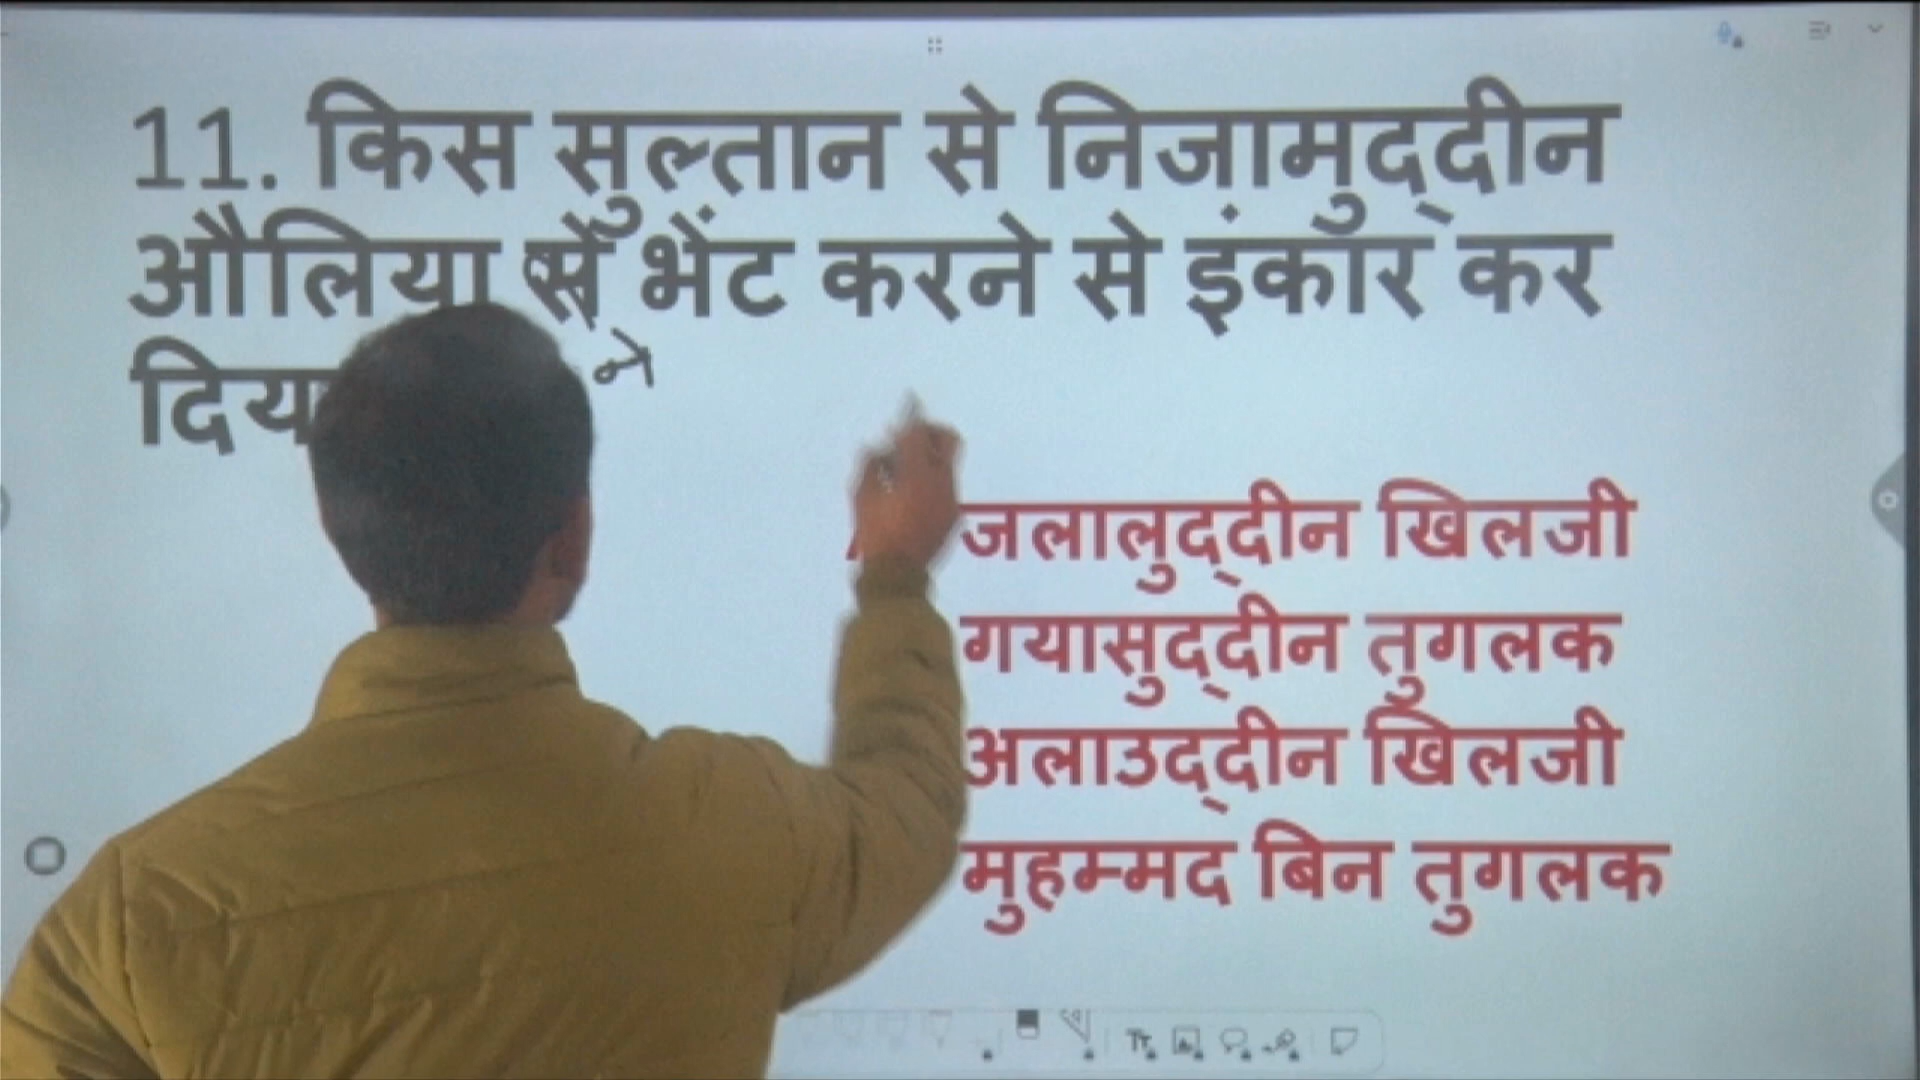 11. किस सुल्तान से निजामुद्दीन
औलिया से भेंट करने से इंकार कर
ने
जलालुद्दीन खिलजी
गयासुद्दीन तुगलक
अलाउद्दीन खिलजी
मुहम्मद बिन तुगलक